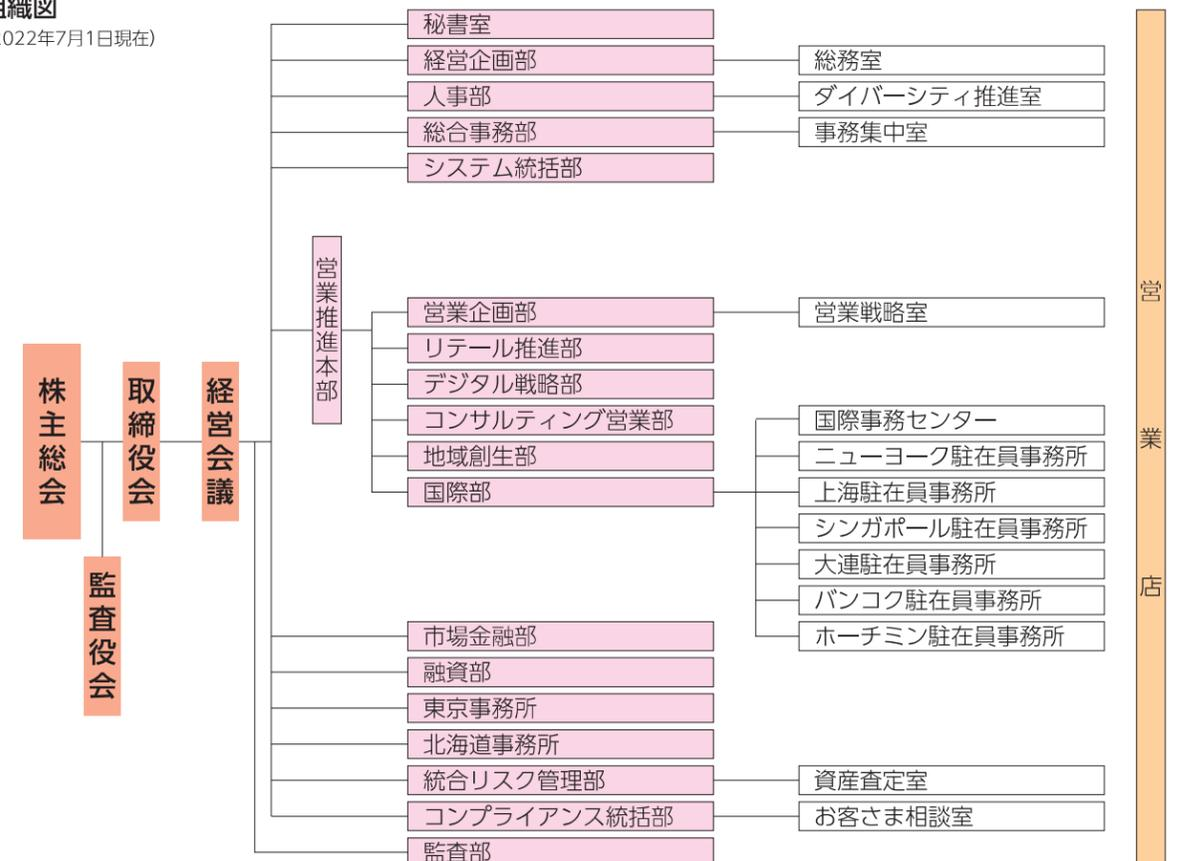 組織図
2022年7月1日現在）
秘書室
経営企画部
総務室
人事部
ダイバーシティ推進室
総合事務部
事務集中室
システム統括部
営業推進本部
営業企画部
営業戦略室
リテール推進部
デジタル戦略部
コンサルティング営業部
地域創生部
国際部
国際事務センター
ニューヨーク駐在員事務所
上海駐在員事務所
シンガポール駐在員事務所
大連駐在員事務所
バンコク駐在員事務所
ホーチミン駐在員事務所
株主総会
取締役会
経営会議
監査役会
市場金融部
融資部
東京事務所
北海道事務所
統合リスク管理部
資産査定室
コンプライアンス統括部
お客さま相談室
監査部
営業店